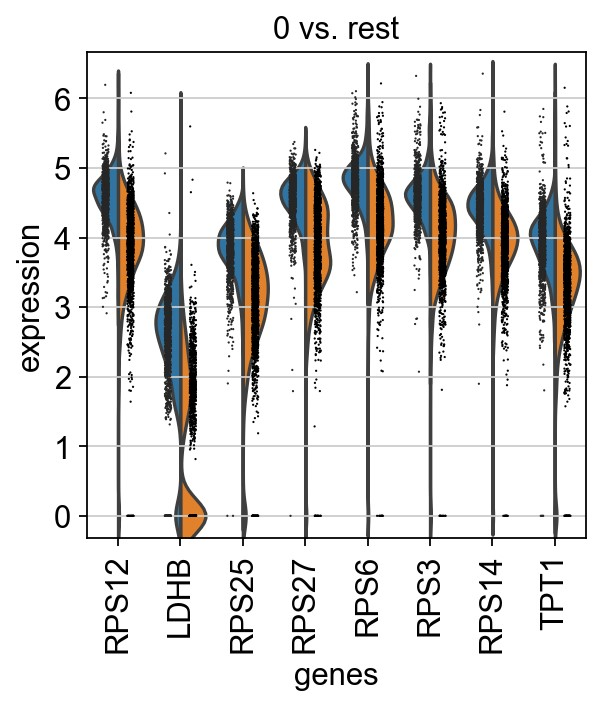 0 vs. rest
expression
6
5
4
3
2
1
0
RPS12
LDHB
RPS25
RPS27
RPS6
RPS3
RPS14
TPT1
genes